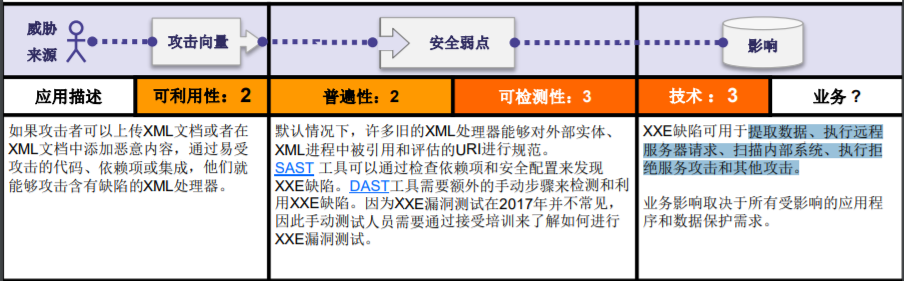 威胁
来源
攻击向量
安全弱点
影响
应用描述
可利用性：2
普遍性：2
可检测性：3
技术 ：3
业务 ？
如果攻击者可以上传XML文档或者在
XML文档中添加恶意内容，通过易受
攻击的代码、依赖项或集成，他们就
能够攻击含有缺陷的XML处理器。
默认情况下，许多旧的XML处理器能够对外部实体、
XML进程中被引用和评估的URI进行规范。
SAST 工具可以通过检查依赖项和安全配置来发现
XXE缺陷。DAST工具需要额外的手动步骤来检测和利
用XXE缺陷。因为XXE漏洞测试在2017年并不常见，
因此手动测试人员需要通过接受培训来了解如何进行
XXE漏洞测试。
XXE缺陷可用于提取数据、执行远程
服务器请求、扫描内部系统、执行拒
绝服务攻击和其他攻击。
业务影响取决于所有受影响的应用程
序和数据保护需求。